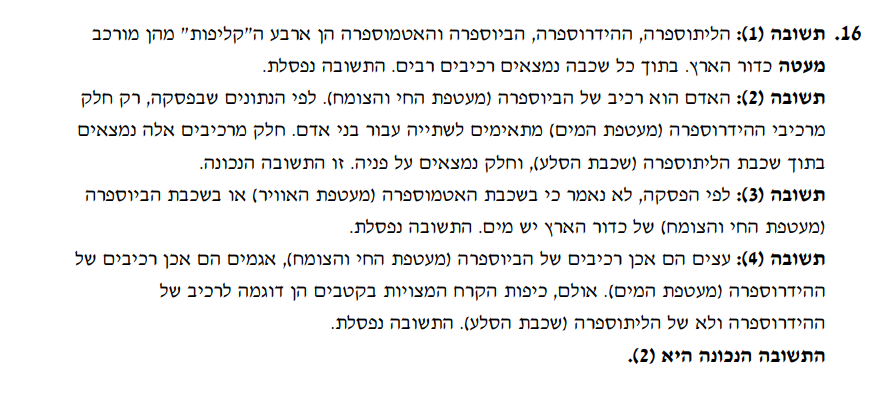 16. תשובה (1): הליתוספרה, ההידרוספרה, הביוספרה והאטמוספרה הן ארבע ה"קליפות" מהן מורכב
מעטה כדור הארץ. בתוך כל שכבה נמצאים רכיבים רבים. התשובה נפסלת.
תשובה (2): האדם הוא רכיב של הביוספרה (מעטפת החי והצומח). לפי הנתונים שבפסקה, רק חלק
מרכיבי ההידרוספרה (מעטפת המים) מתאימים לשתייה עבור בני אדם. חלק מרכיבים אלה נמצאים
בתוך שכבת הליתוספרה (שכבת הסלע), וחלק נמצאים על פניה. זו התשובה הנכונה.
תשובה (3): לפי הפסקה, לא נאמר כי בשכבת האטמוספרה (מעטפת האוויר) או בשכבת הביוספרה
(מעטפת החי והצומח) של כדור הארץ יש מים. התשובה נפסלת.
תשובה (4): עצים הם אכן רכיבים של הביוספרה (מעטפת החי והצומח), אגמים הם אכן רכיבים של
ההידרוספרה (מעטפת המים). אולם, כיפות הקרח המצויות בקטבים הן דוגמה לרכיב של
ההידרוספרה ולא של הליתוספרה (שכבת הסלע). התשובה נפסלת.
התשובה הנכונה היא (2).